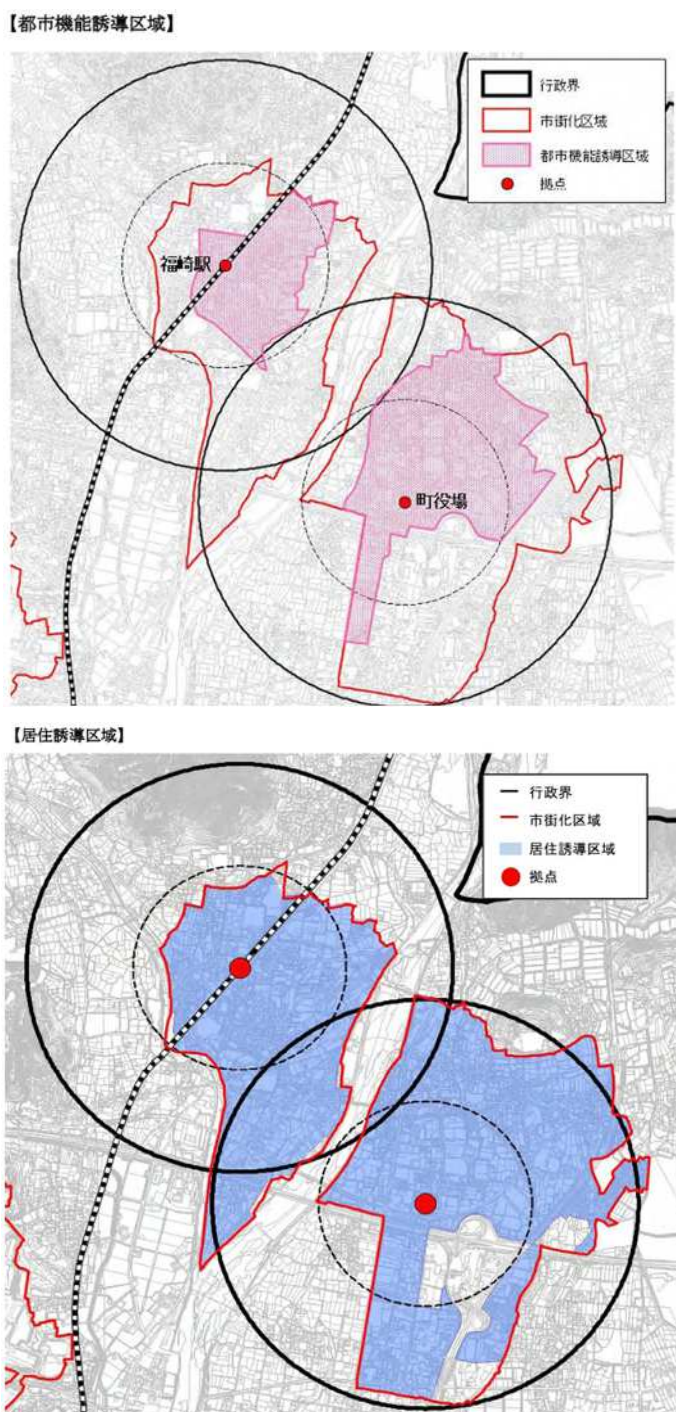 【都市機能誘導区域】
行政界
市街化区域
都市機能誘導区域
拠点
福崎駅
町役場
【居住誘導区域】
行政界
市街化区域
居住誘導区域
拠点